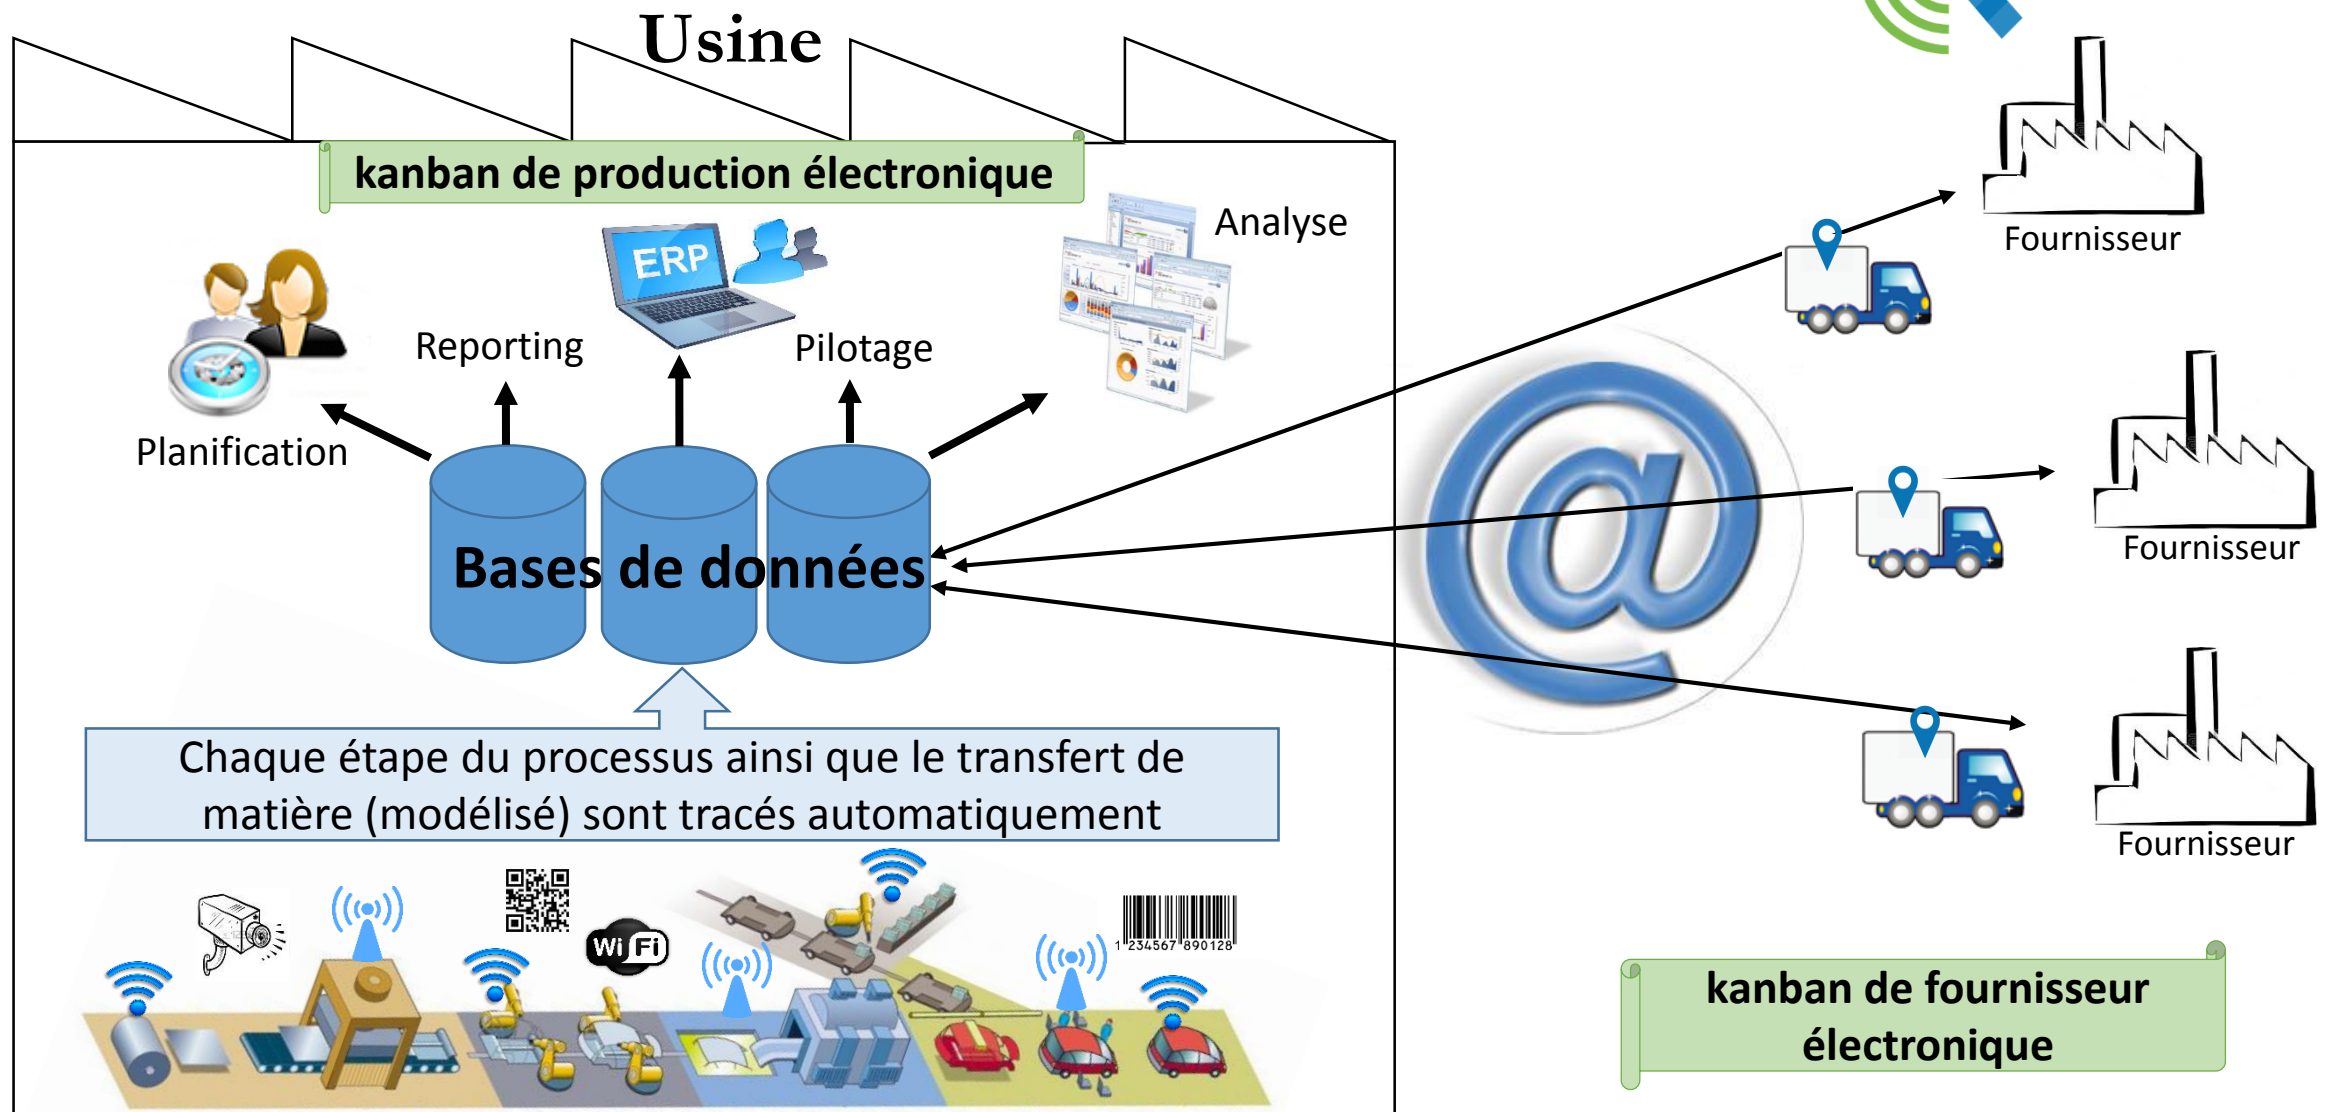 Usine
kanban de production électronique
Analyse
ERP
Reporting
Pilotage
Planification
Bases de données
Fournisseur
Fournisseur
Fournisseur
Chaque étape du processus ainsi que le transfert de
matière (modélisé) sont tracés automatiquement
Wi Fi
1 234567 890128
kanban de fournisseur
électronique